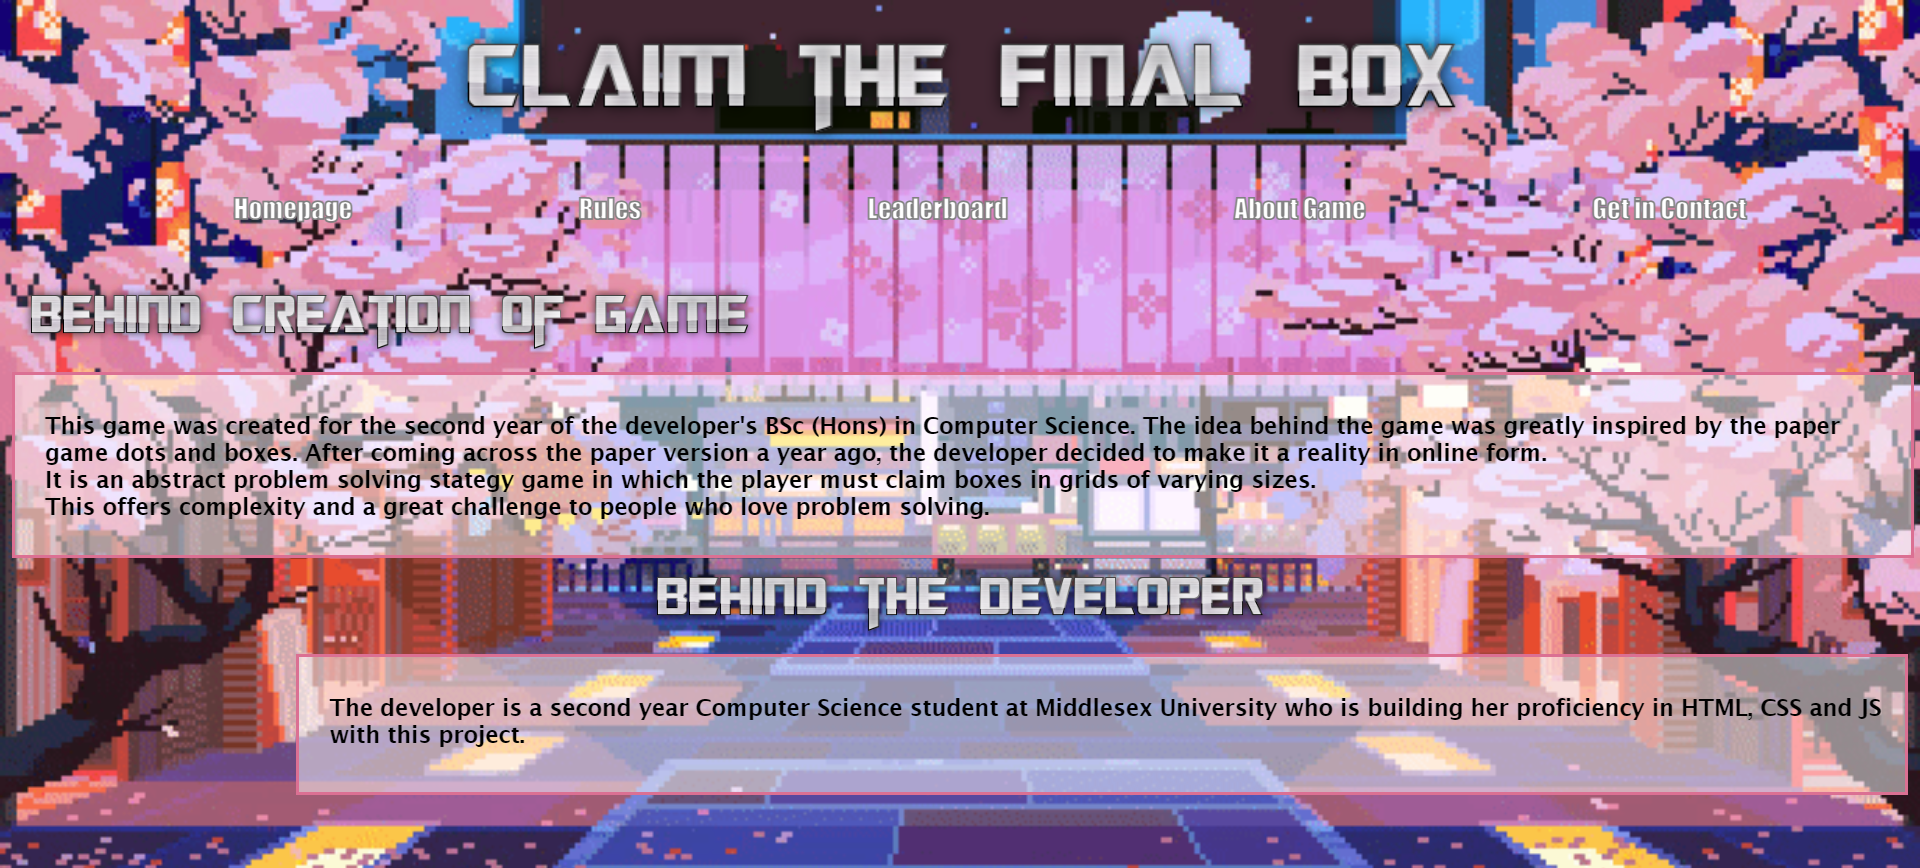 CLAIM THE FINAL BOX
Homepage Rules Leaderboard About Game Get in Contact
BEHIND CREATION OF GAME
This game was created for the second year of the developer's BSc (Hons) in Computer Science. The idea behind the game was greatly inspired by the paper
game dots and boxes. After coming across the paper version a year ago, the developer decided to make it a reality in online form.
It is an abstract problem solving stategy game in which the player must claim boxes in grids of varying sizes.
This offers complexity and a great challenge to people who love problem solving.
BEHIND THE DEVELOPER
The developer is a second year Computer Science student at Middlesex University who is building her proficiency in HTML, CSS and JS
with this project.